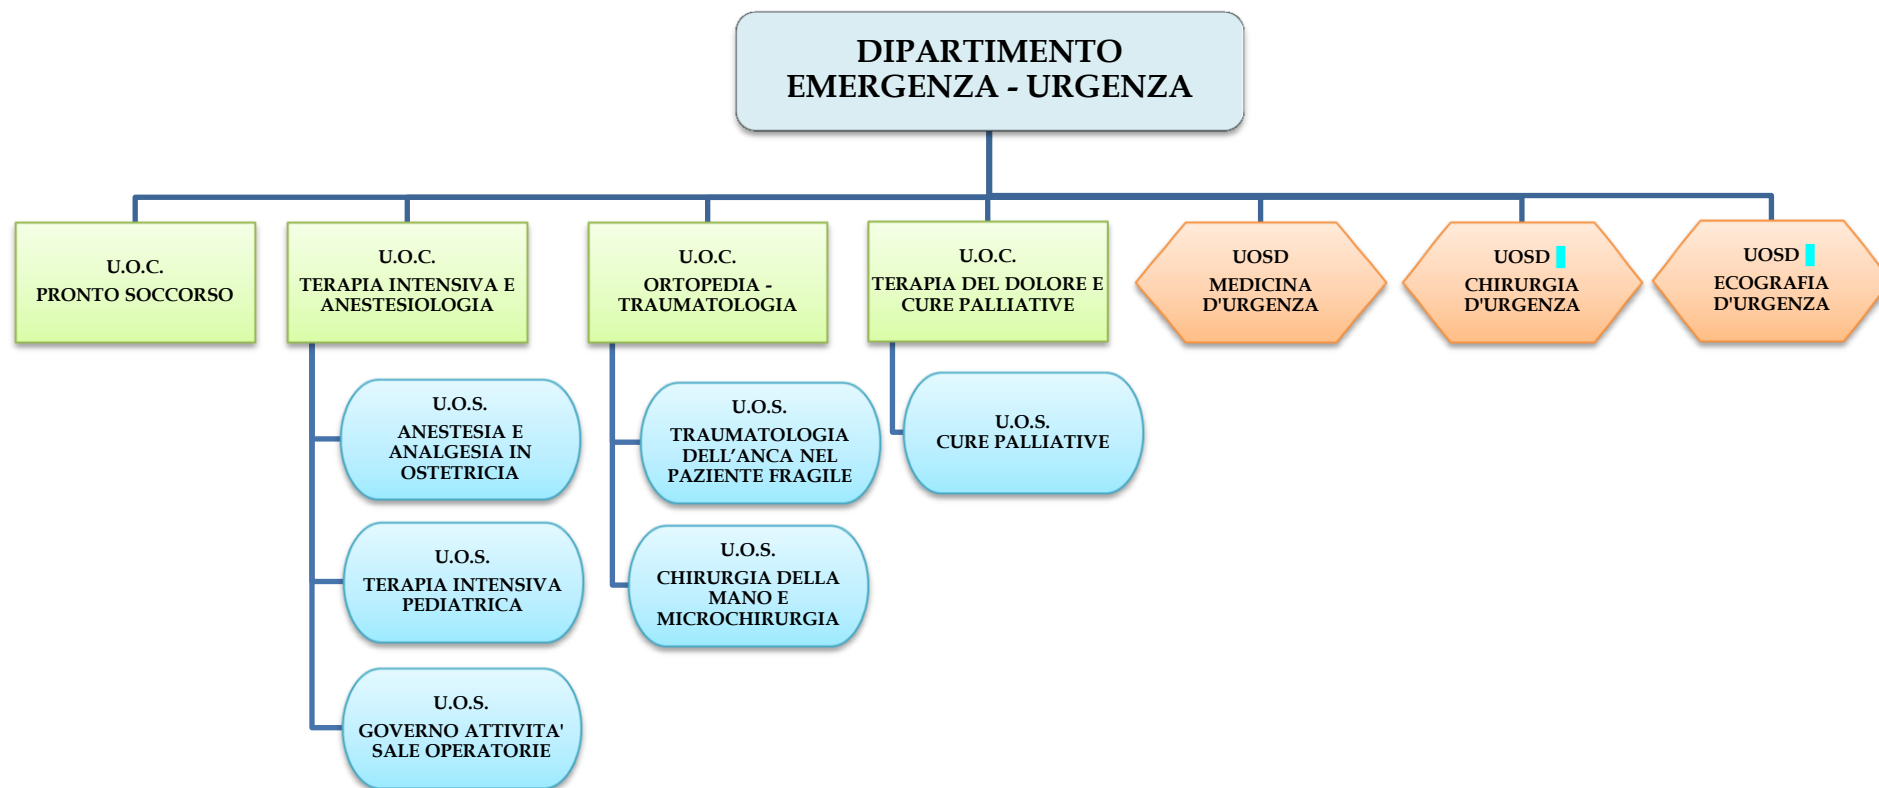 DIPARTIMENTO
EMERGENZA - URGENZA
U.O.C.
PRONTO SOCCORSO
U.O.C.
TERAPIA INTENSIVA E
ANESTESIOLOGIA
U.O.C.
ORTOPEDIA -
TRAUMATOLOGIA
U.O.C.
TERAPIA DEL DOLORE E
CURE PALLIATIVE
UOSD
MEDICINA
D'URGENZA
UOSD
CHIRURGIA
D'URGENZA
UOSD
ECOGRAFIA
D'URGENZA
U.O.S.
ANESTESIA E
ANALGESIA IN
OSTETRICIA
U.O.S.
TERAPIA INTENSIVA
PEDIATRICA
U.O.S.
GOVERNO ATTIVITA'
SALE OPERATORIE
U.O.S.
TRAUMATOLOGIA
DELL’ANCA NEL
PAZIENTE FRAGILE
U.O.S.
CHIRURGIA DELLA
MANO E
MICROCHIRURGIA
U.O.S.
CURE PALLIATIVE